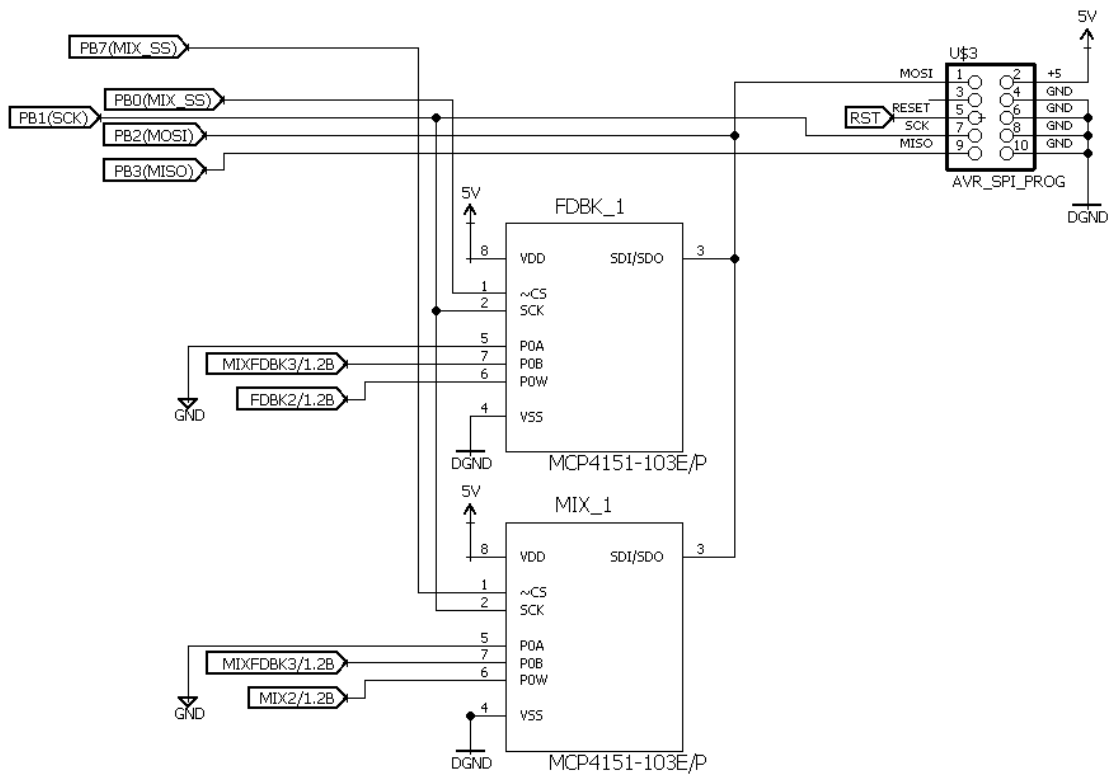 5V
PB7(MIX_SS)
U$3
MOSI 1 2 +5
PB0(MIX_SS)
3 4 GND
PB1(SCK)
RST
RESET 5 6 GND
PB2(MOSI)
SCK 7 8 GND
MISO 9 10 GND
PB3(MISO)
AVR_SPI_PROG
DGND
5V
FDBK_1
8 VDD SDI/SDO 3
1 ~CS
2 SCK
5 P0A
MIXFDBK3/1.2B
7 P0B
6 P0W
FDBK2/1.2B
GND
4 VSS
DGND
MCP4151-103E/P
5V
MIX_1
8 VDD SDI/SDO 3
1 ~CS
2 SCK
5 P0A
MIXFDBK3/1.2B
7 P0B
6 P0W
MIX2/1.2B
GND
4 VSS
DGND
MCP4151-103E/P